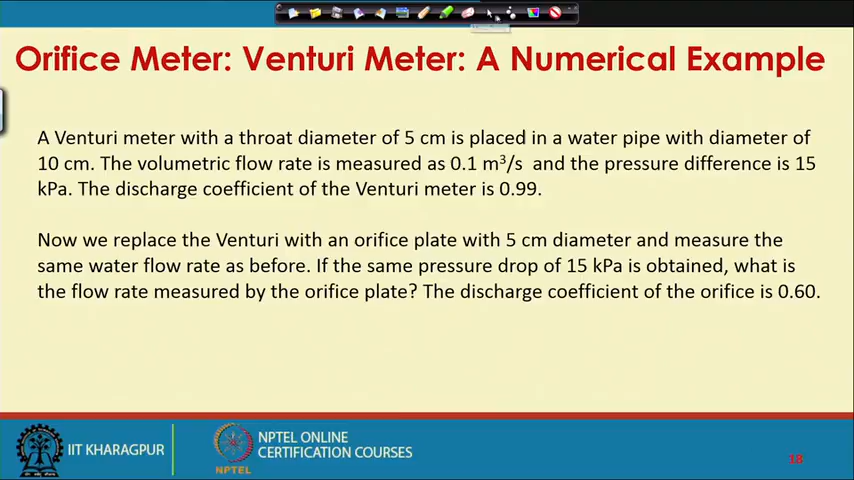 Orifice Meter: Venturi Meter: A Numerical Example
A Venturi meter with a throat diameter of 5 cm is placed in a water pipe with diameter of
10 cm. The volumetric flow rate is measured as 0.1 m³/s and the pressure difference is 15
kPa. The discharge coefficient of the Venturi meter is 0.99.
Now we replace the Venturi with an orifice plate with 5 cm diameter and measure the
same water flow rate as before. If the same pressure drop of 15 kPa is obtained, what is
the flow rate measured by the orifice plate? The discharge coefficient of the orifice is 0.60.
IIT KHARAGPUR
NPTEL
NPTEL ONLINE
CERTIFICATION COURSES
18